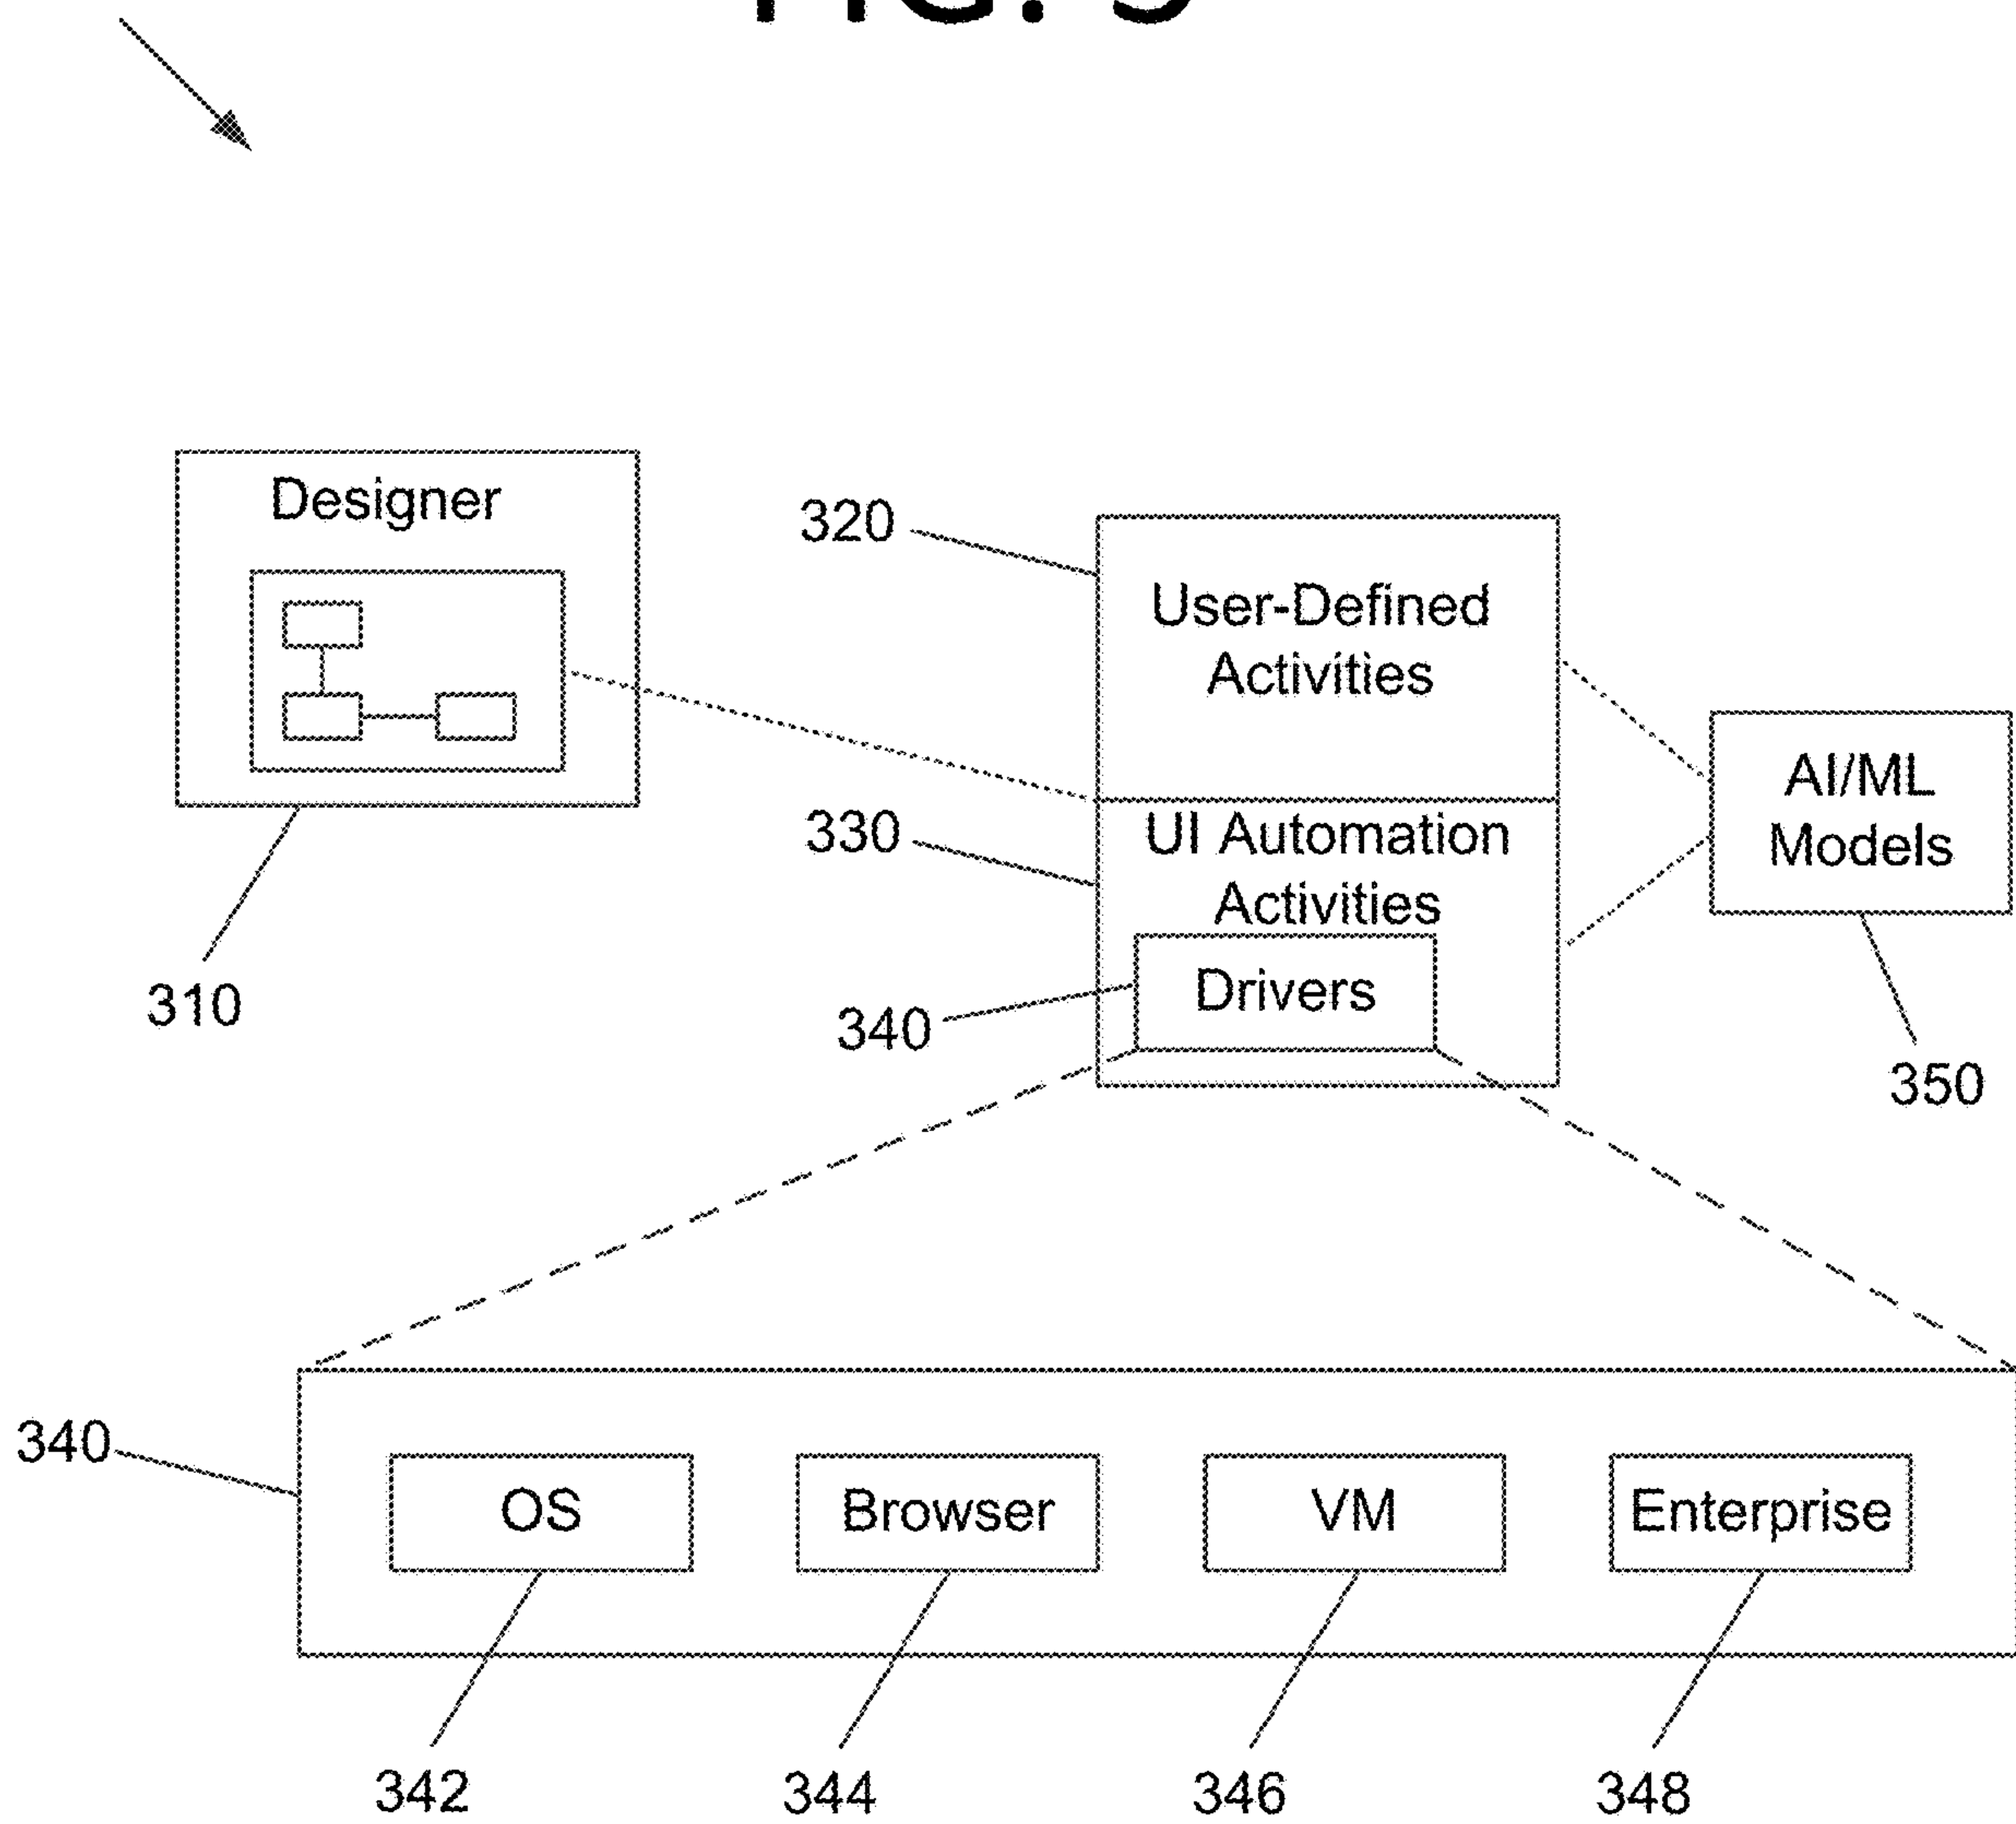 Designer
320
User-Defined
Activities
AI/ML
Models
330
UI Automation
Activities
310
340
Drivers
350
340
OS
Browser
VM
Enterprise
342
344
346
348